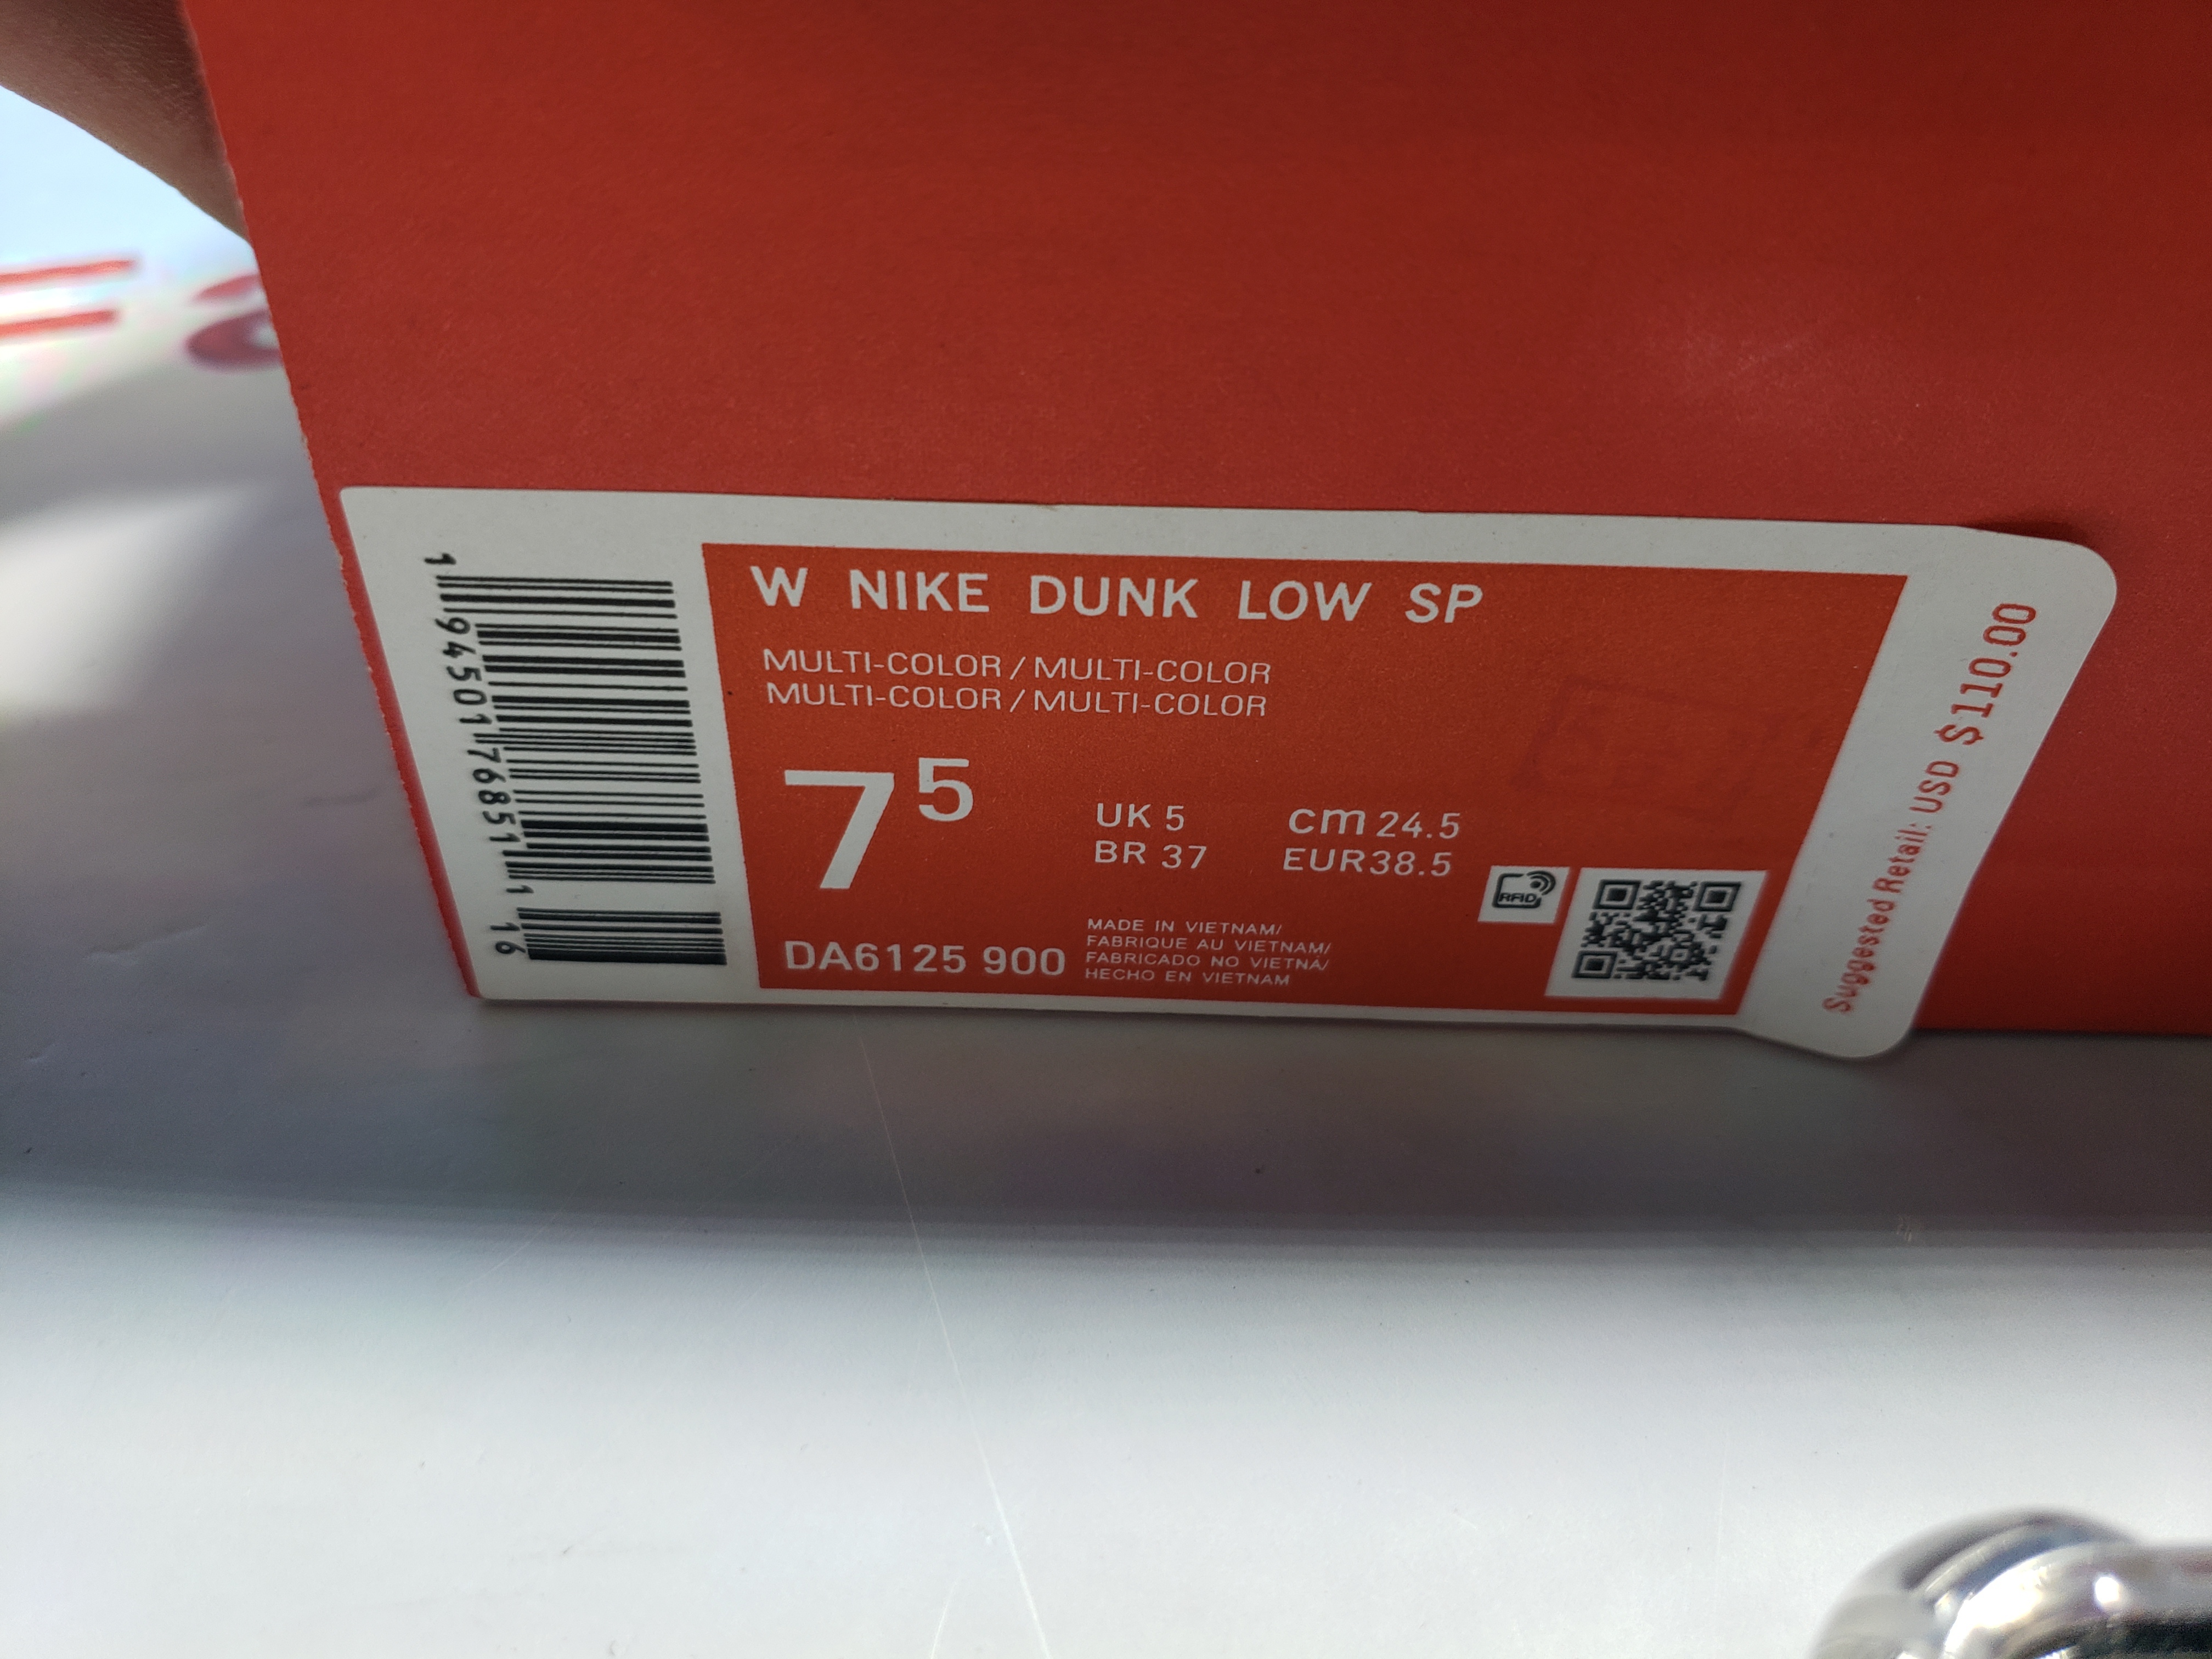 W NIKE DUNK LOW SP
MULTI-COLOR / MULTI-COLOR
MULTI-COLOR / MULTI-COLOR
7 5
UK 5 cm 24.5
BR 37 EUR38.5
RFID
DA6125 900
MADE IN VIETNAM/
FABRIQUE AU VIETNAM/
FABRICADO NO VIETNÃ/
HECHO EN VIETNAM
1 94501 76851 1 16
Suggested Retail: USD $110.00